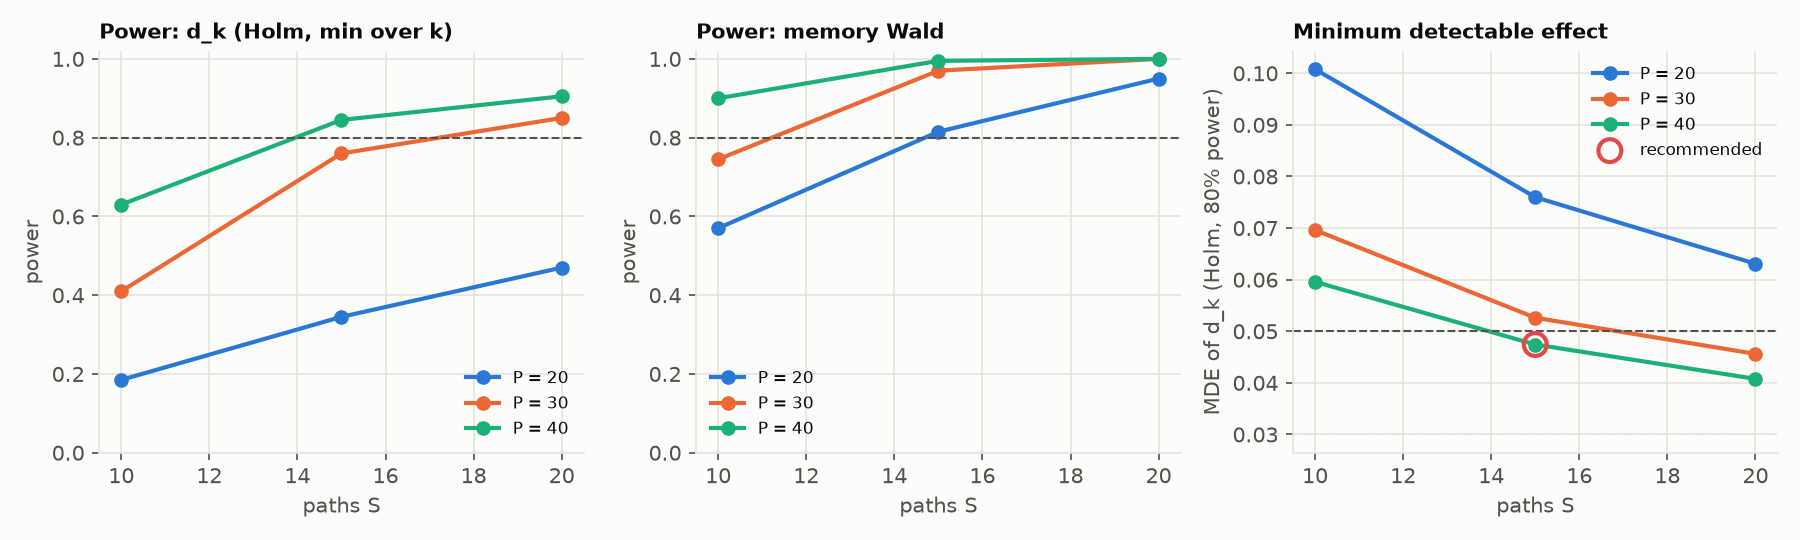 Power: d_k (Holm, min over k)
power
1.0
0.8
0.6
0.4
0.2
0.0
P = 20
P = 30
P = 40
10 12 14 16 18 20
paths S
Power: memory Wald
power
1.0
0.8
0.6
0.4
0.2
0.0
P = 20
P = 30
P = 40
10 12 14 16 18 20
paths S
Minimum detectable effect
MDE of d_k (Holm, 80% power)
0.10
0.09
0.08
0.07
0.06
0.05
0.04
0.03
P = 20
P = 30
P = 40
recommended
10 12 14 16 18 20
paths S